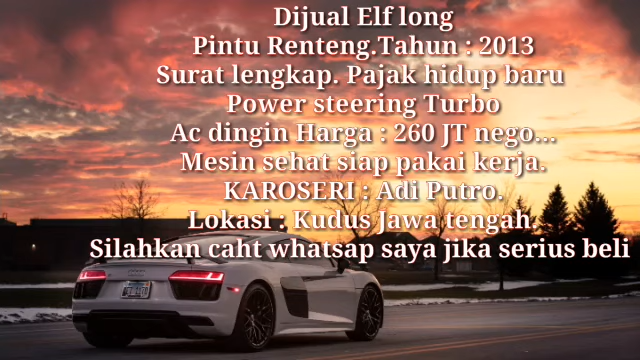 Dijual Elf long
Pintu Renteng.Tahun : 2013
Surat lengkap. Pajak hidup baru
Power steering Turbo
Ac dingin Harga : 260 JT nego...
Mesin sehat siap pakai kerja.
KAROSERI : Adi Putro.
Lokasi : Kudus Jawa tengah
Silahkan caht whatsap saya jika serius beli